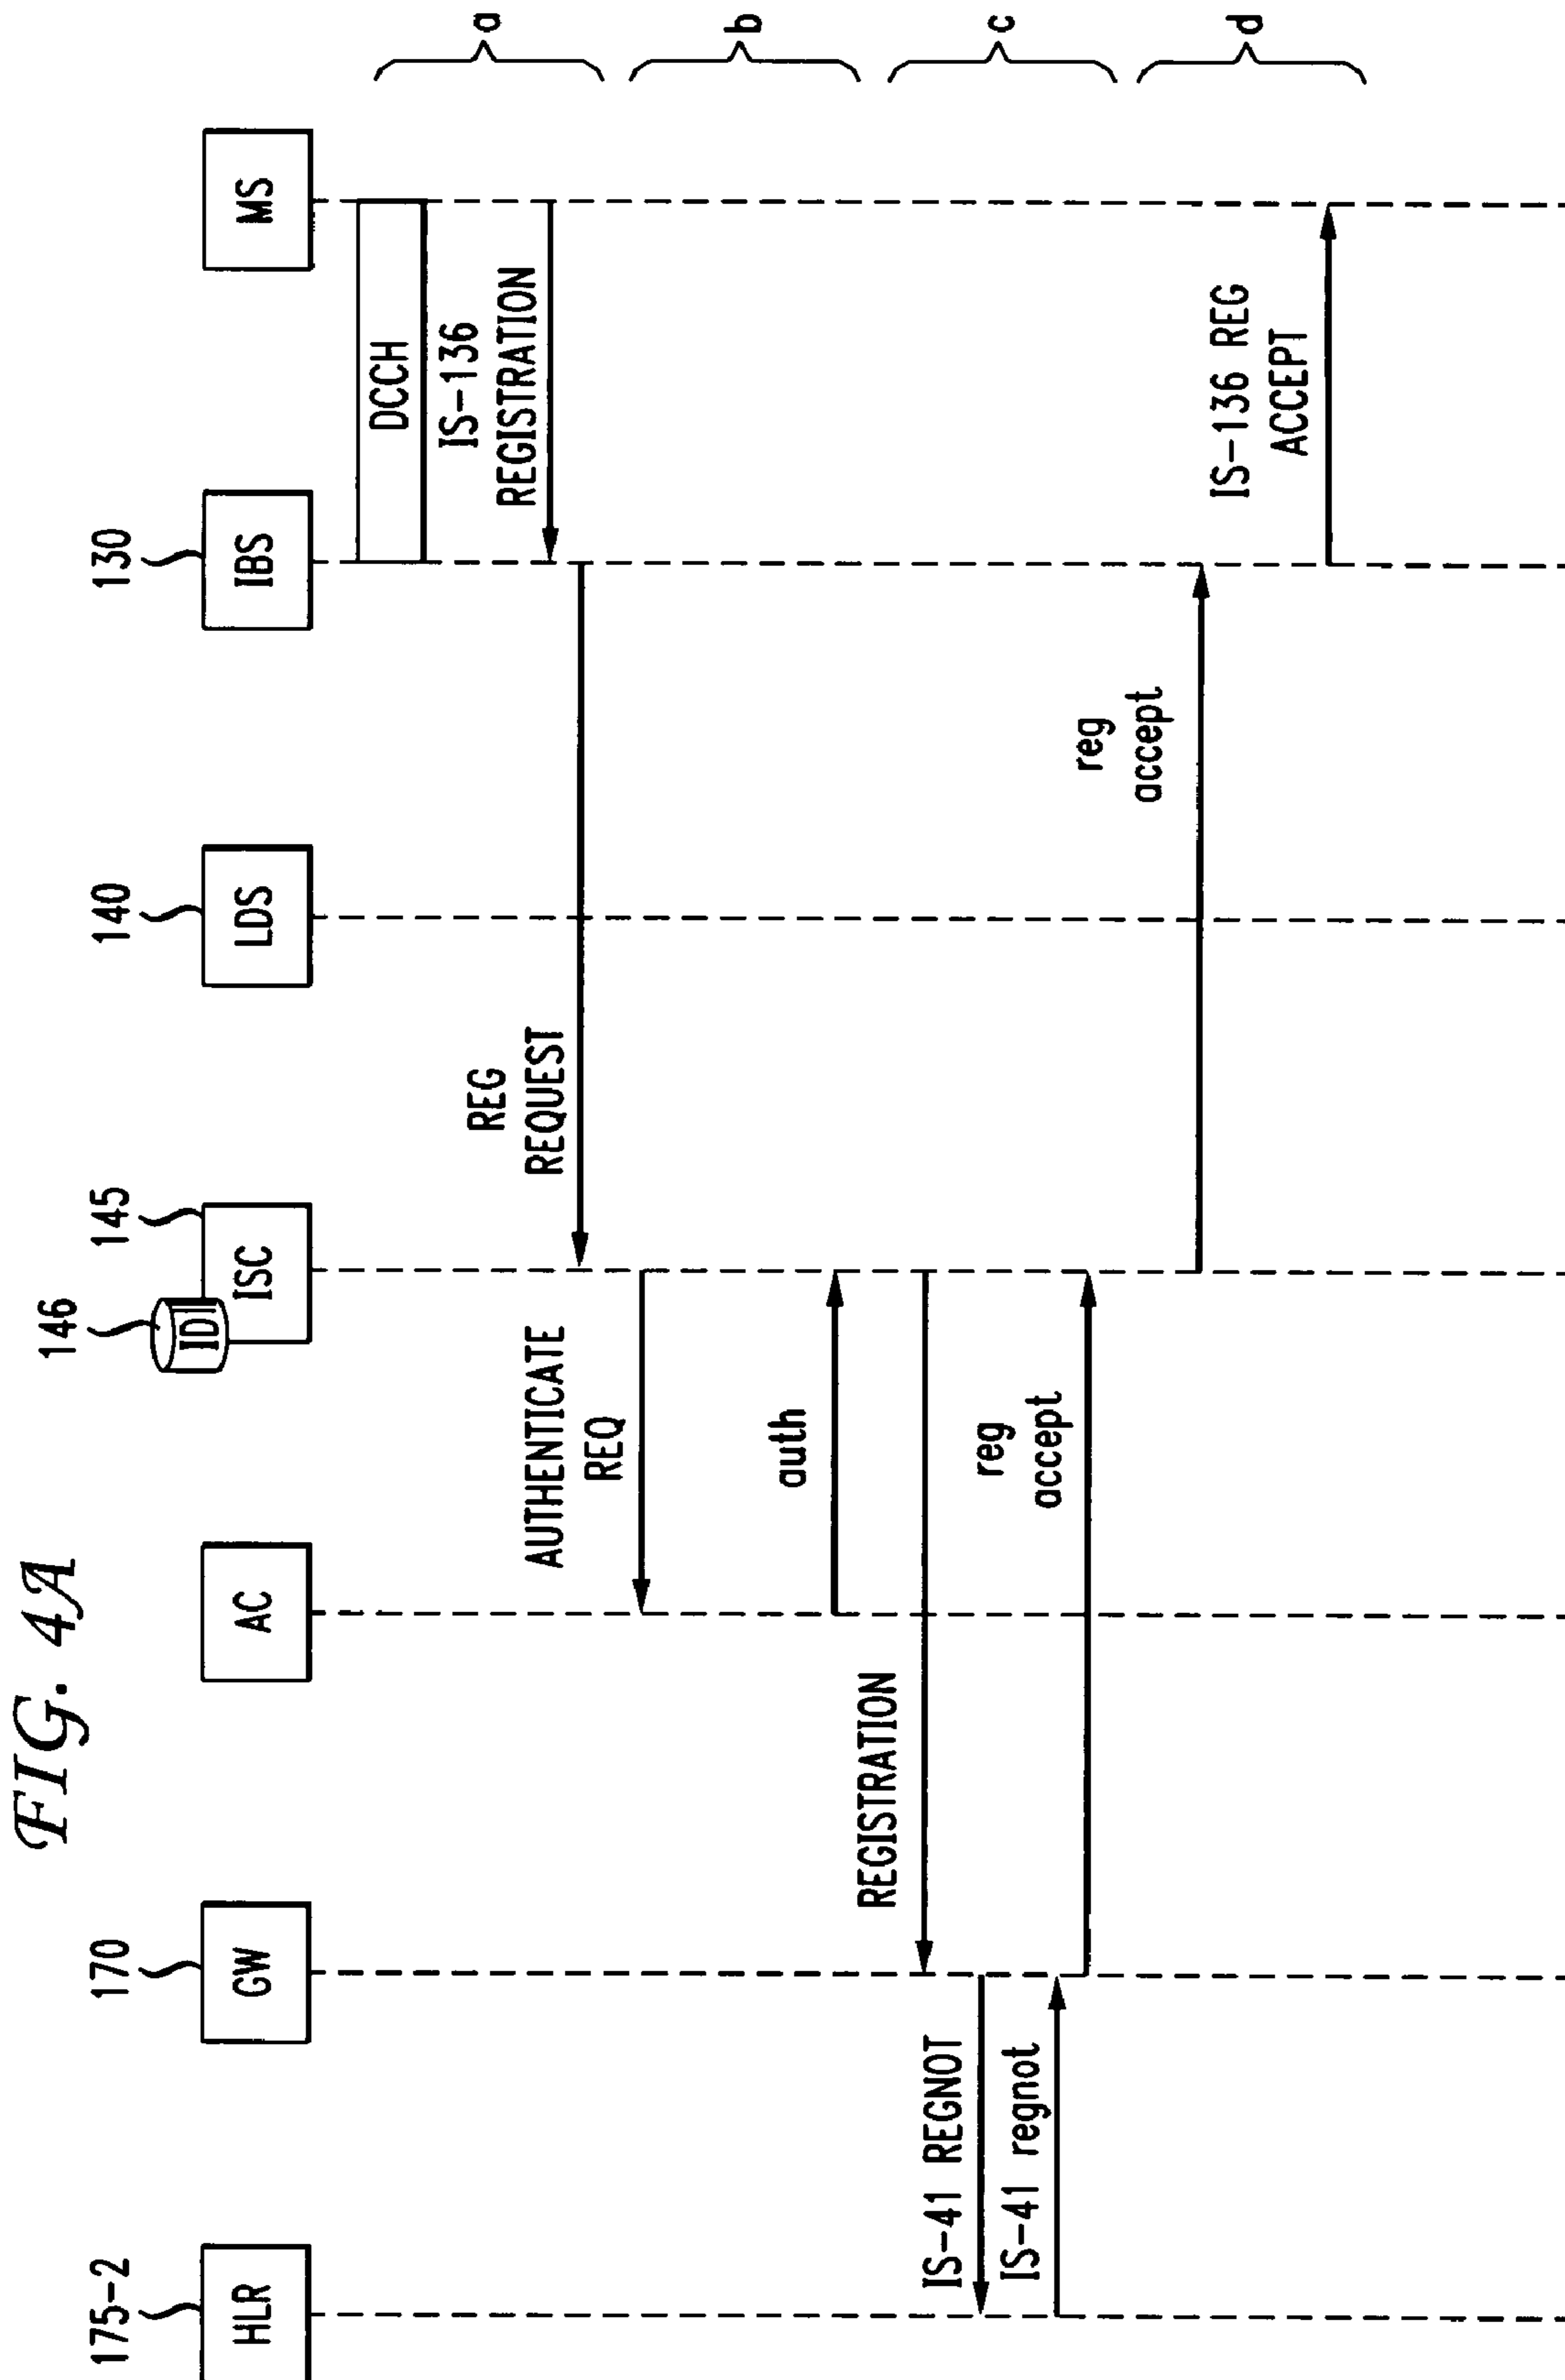 FIG. 4A
175-2
170
146
145
140
130
HLR
GW
AC
ID
ISC
LDS
IBS
MS
DCCH
a
IS-136
REGISTRATION
REG
REQUEST
AUTHENTICATE
REQ
b
auth
REGISTRATION
c
IS-41 REGNOT
IS-41 regnot
reg
accept
reg
accept
d
IS-136 REG
ACCEPT